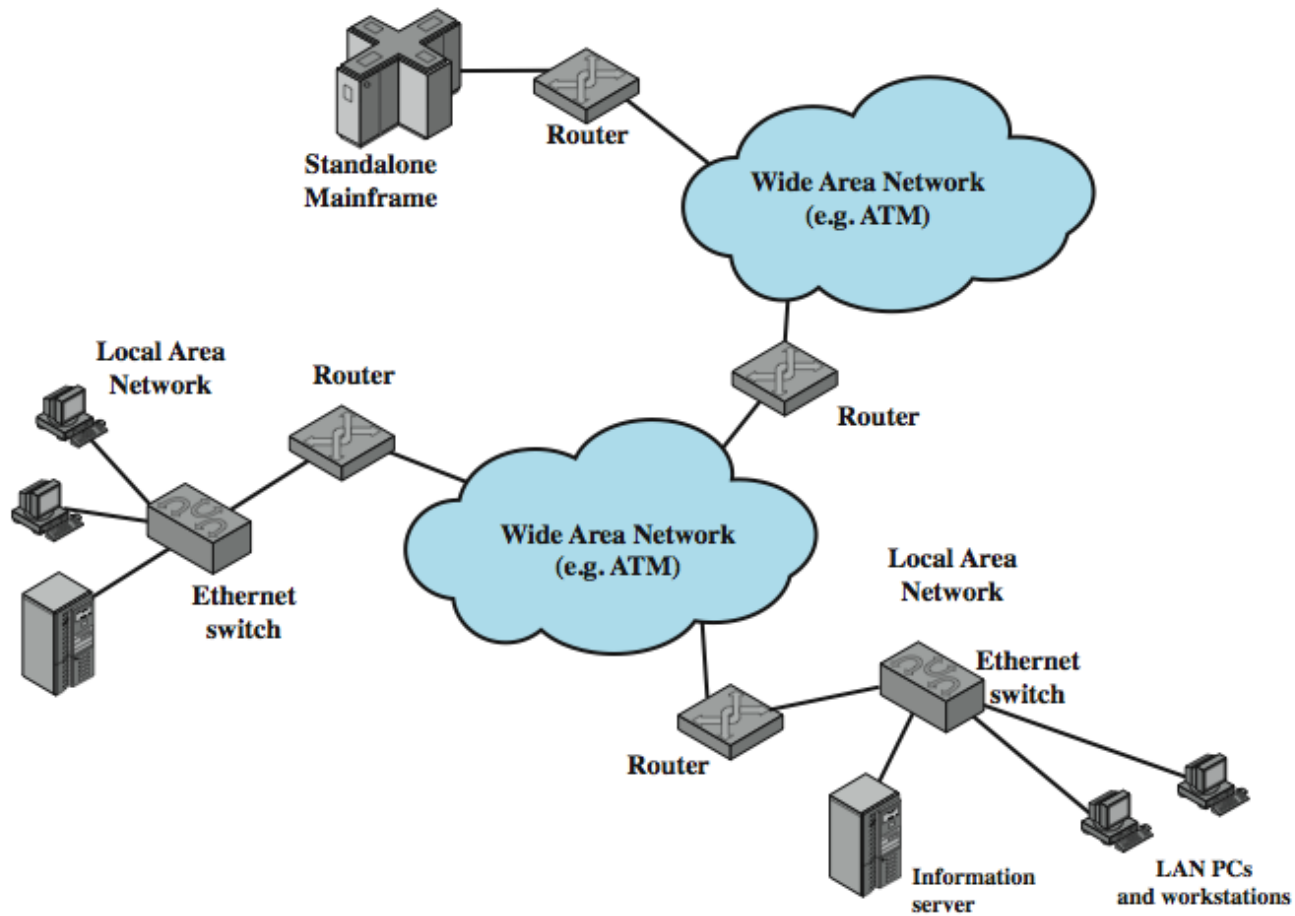 Router
Standalone
Mainframe
Wide Area Network
(e.g. ATM)
Local Area
Network
Router
Router
Wide Area Network
(e.g. ATM)
Ethernet
switch
Local Area
Network
Ethernet
switch
Router
Information
server
LAN PCs
and workstations